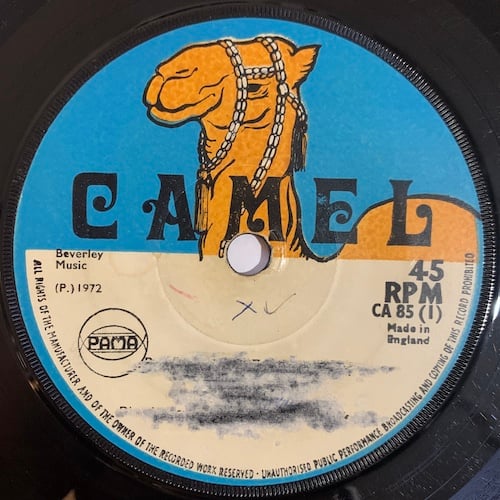 CAMEL
Beverley
Music
(P.) 1972
45
RPM
CA 85 (1)
Made in
England
PAMA
ALL RIGHTS OF THE MANUFACTURER AND OF THE OWNER OF THE RECORDED WORK RESERVED · UNAUTHORISED PUBLIC PERFORMANCE BROADCASTING AND COPYING OF THIS RECORD PROHIBITED